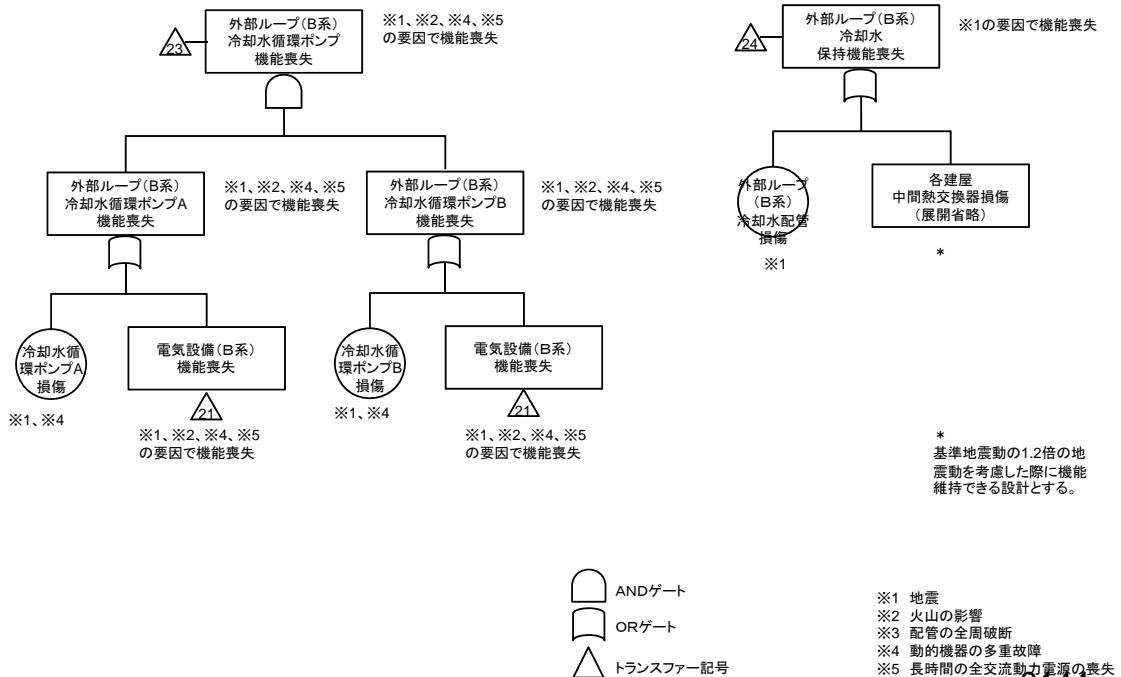 23
外部ループ(B系)
冷却水循環ポンプ
機能喪失
※1、※2、※4、※5
の要因で機能喪失
外部ループ(B系)
冷却水循環ポンプA
機能喪失
※1、※2、※4、※5
の要因で機能喪失
外部ループ(B系)
冷却水循環ポンプB
機能喪失
※1、※2、※4、※5
の要因で機能喪失
冷却水循
環ポンプA
損傷
※1、※4
電気設備(B系)
機能喪失
21
※1、※2、※4、※5
の要因で機能喪失
冷却水循
環ポンプB
損傷
※1、※4
電気設備(B系)
機能喪失
21
※1、※2、※4、※5
の要因で機能喪失
24
外部ループ(B系)
冷却水
保持機能喪失
※1の要因で機能喪失
外部ループ
(B系)
冷却水配管
損傷
※1
各建屋
中間熱交換器損傷
(展開省略)
*
*
基準地震動の1.2倍の地
震動を考慮した際に機能
維持できる設計とする。
ANDゲート
ORゲート
トランスファー記号
※1 地震
※2 火山の影響
※3 配管の全周破断
※4 動的機器の多重故障
※5 長時間の全交流動力電源の喪失